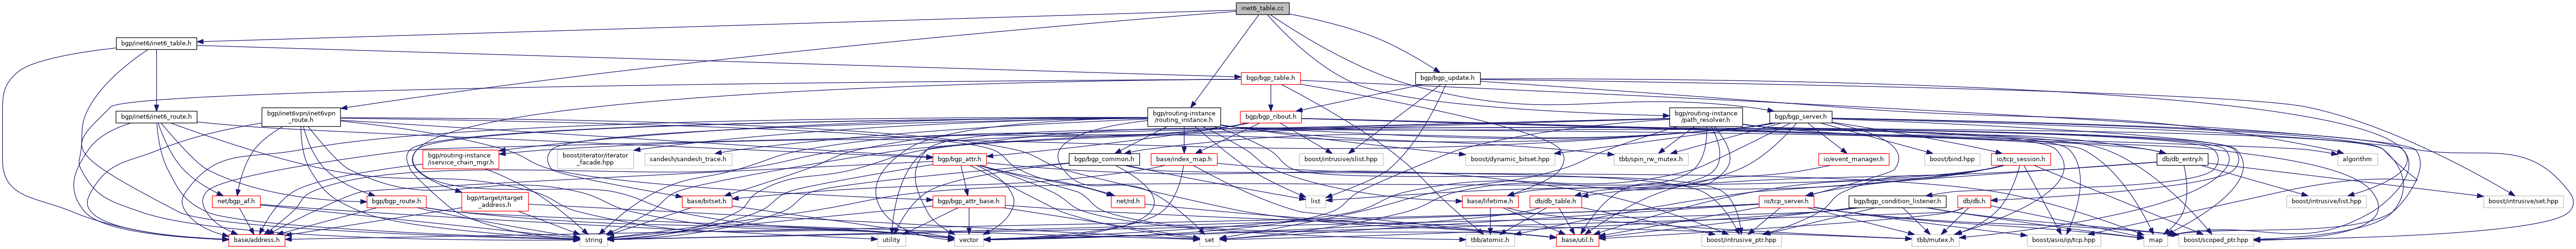 inet6_table.cc
bgp/inet6/inet6_table.h
bgp/bgp_table.h
bgp/bgp_update.h
bgp/inet6/inet6_route.h
bgp/inet6vpn/inet6vpn
_route.h
bgp/routing-instance
/routing_instance.h
bgp/bgp_ribout.h
bgp/routing-instance
/path_resolver.h
bgp/bgp_server.h
bgp/routing-instance
/service_chain_mgr.h
boost/iterator/iterator
_facade.hpp
sandesh/sandesh_trace.h
bgp/bgp_attr.h
bgp/bgp_common.h
base/index_map.h
boost/intrusive/slist.hpp
boost/dynamic_bitset.hpp
tbb/spin_rw_mutex.h
io/event_manager.h
boost/bind.hpp
io/tcp_session.h
db/db_entry.h
algorithm
net/bgp_af.h
bgp/bgp_route.h
bgp/rtarget/rtarget
_address.h
base/bitset.h
bgp/bgp_attr_base.h
net/rd.h
list
base/lifetime.h
db/db_table.h
io/tcp_server.h
bgp/bgp_condition_listener.h
db/db.h
boost/intrusive/list.hpp
boost/intrusive/set.hpp
base/address.h
string
utility
vector
set
tbb/atomic.h
base/util.h
boost/intrusive_ptr.hpp
tbb/mutex.h
boost/asio/ip/tcp.hpp
map
boost/scoped_ptr.hpp